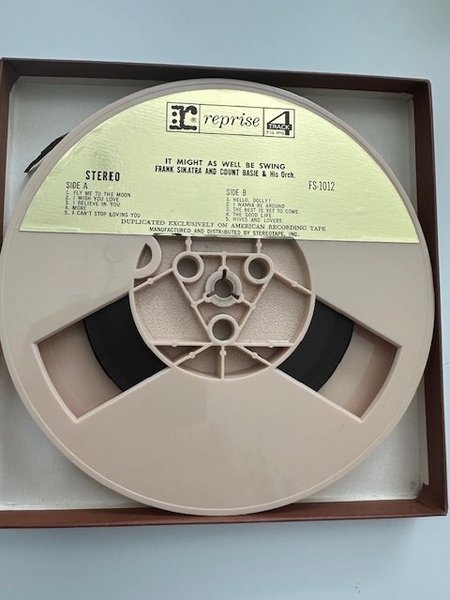 r: reprise 4
TRACK
7½ IPS
IT MIGHT AS WELL BE SWING
FRANK SINATRA AND COUNT BASIE & His Orch.
STEREO
FS-1012
SIDE A
1. FLY ME TO THE MOON
2. I WISH YOU LOVE
3. I BELIEVE IN YOU
4. MORE
5. I CAN'T STOP LOVING YOU
SIDE B
1. HELLO, DOLLY!
2. I WANNA BE AROUND
3. THE BEST IS YET TO COME
4. THE GOOD LIFE
5. WIVES AND LOVERS
DUPLICATED EXCLUSIVELY ON AMERICAN RECORDING TAPE
MANUFACTURED AND DISTRIBUTED BY STEREOTAPE, INC.